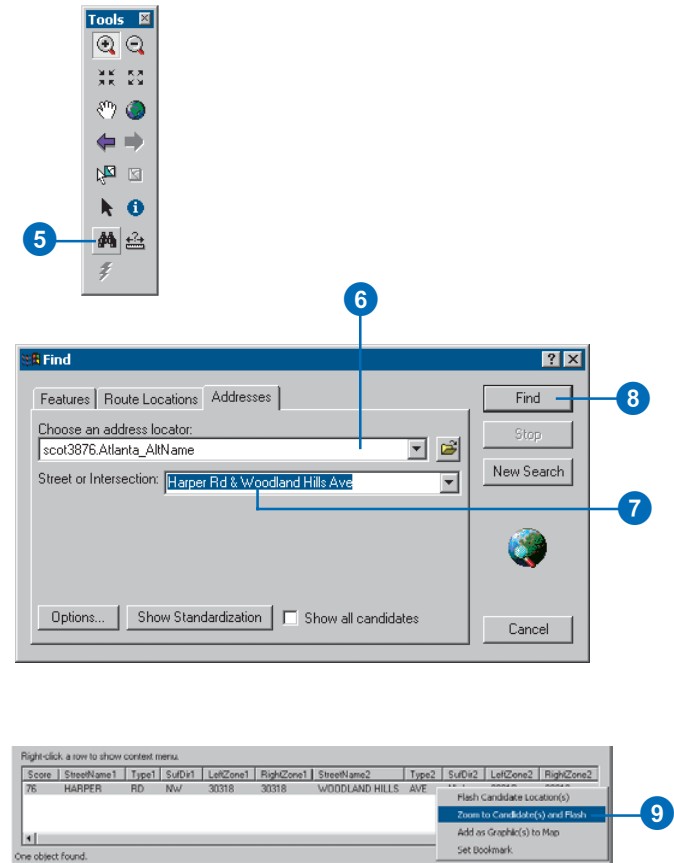 Tools
5
6
Find
Features Route Locations Addresses
Find
8
Choose an address locator:
scot3876.Atlanta_AltName
Stop
Street or Intersection: Harper Rd & Woodland Hills Ave
New Search
7
Options... Show Standardization Show all candidates
Cancel
Right-click a row to show context menu.
Score StreetName1 Type1 SufDir1 LeftZone1 RightZone1 StreetName2 Type2 SufDir2 LeftZone2 RightZone2
76 HARPER RD NW 30318 30318 WOODLAND HILLS AVE
Flash Candidate Location(s)
Zoom to Candidate(s) and Flash
9
Add as Graphic(s) to Map
Set Bookmark
One object found.